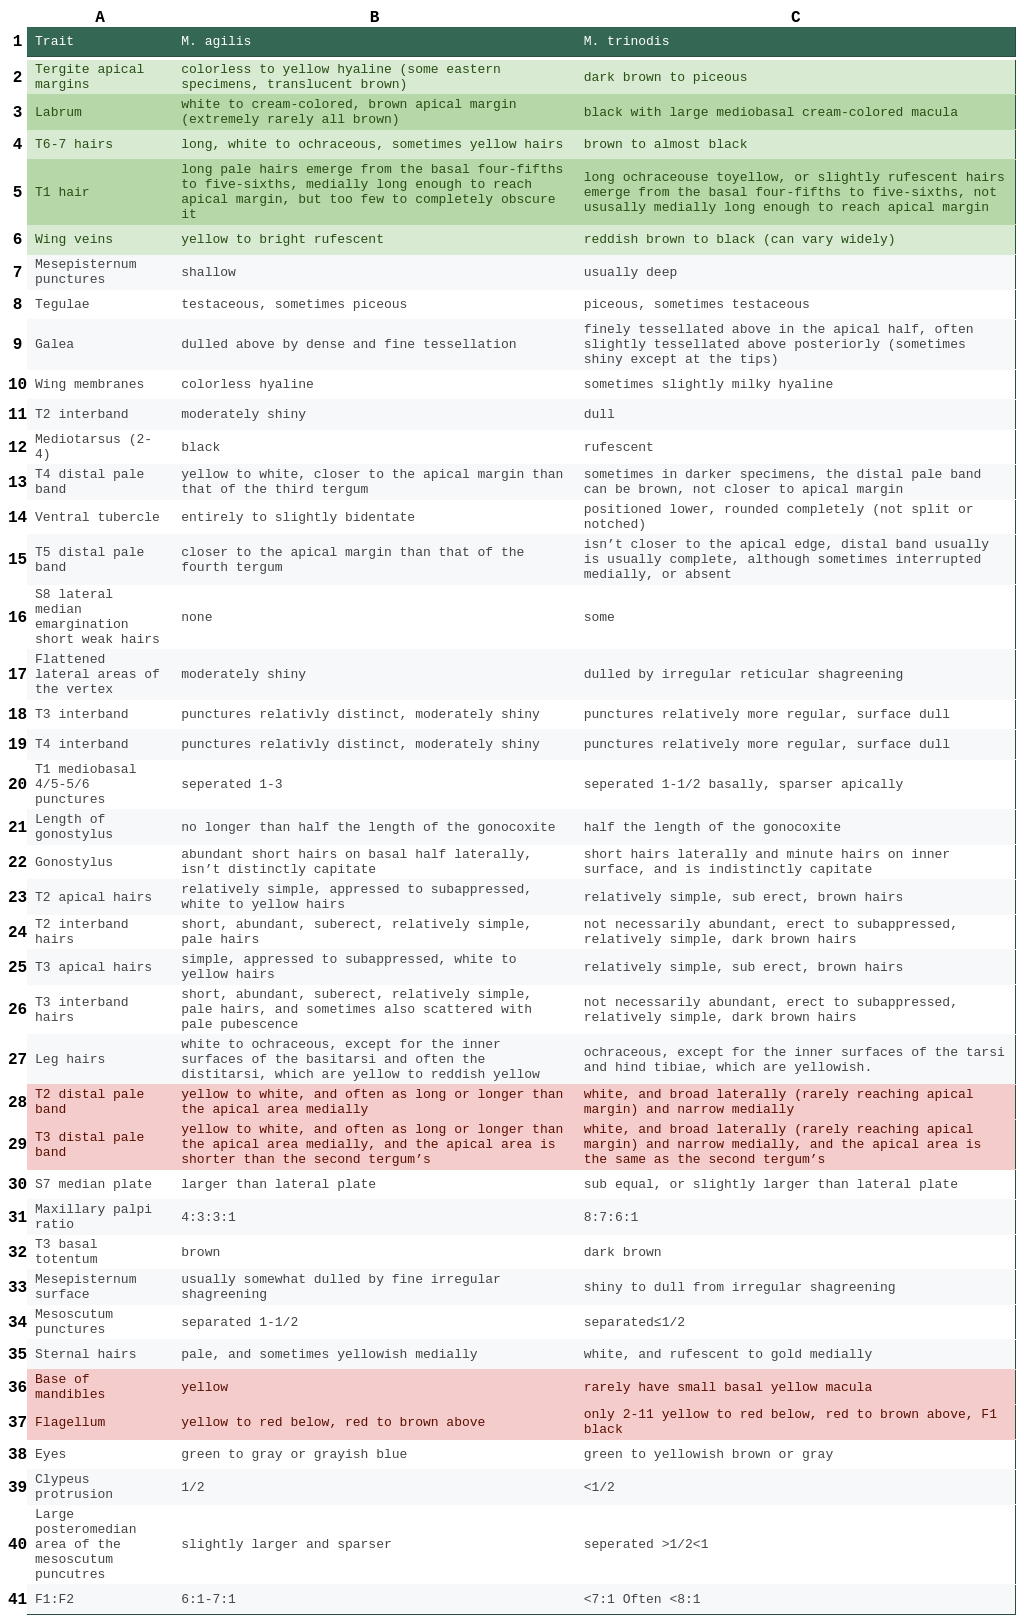 A B C
1 Trait M. agilis M. trinodis
2 Tergite apical margins colorless to yellow hyaline (some eastern specimens, translucent brown) dark brown to piceous
3 Labrum white to cream-colored, brown apical margin (extremely rarely all brown) black with large mediobasal cream-colored macula
4 T6-7 hairs long, white to ochraceous, sometimes yellow hairs brown to almost black
5 T1 hair long pale hairs emerge from the basal four-fifths to five-sixths, medially long enough to reach apical margin, but too few to completely obscure it long ochraceouse toyellow, or slightly rufescent hairs emerge from the basal four-fifths to five-sixths, not ususally medially long enough to reach apical margin
6 Wing veins yellow to bright rufescent reddish brown to black (can vary widely)
7 Mesepisternum punctures shallow usually deep
8 Tegulae testaceous, sometimes piceous piceous, sometimes testaceous
9 Galea dulled above by dense and fine tessellation finely tessellated above in the apical half, often slightly tessellated above posteriorly (sometimes shiny except at the tips)
10 Wing membranes colorless hyaline sometimes slightly milky hyaline
11 T2 interband moderately shiny dull
12 Mediotarsus (2-4) black rufescent
13 T4 distal pale band yellow to white, closer to the apical margin than that of the third tergum sometimes in darker specimens, the distal pale band can be brown, not closer to apical margin
14 Ventral tubercle entirely to slightly bidentate positioned lower, rounded completely (not split or notched)
15 T5 distal pale band closer to the apical margin than that of the fourth tergum isn’t closer to the apical edge, distal band usually is usually complete, although sometimes interrupted medially, or absent
16 S8 lateral median emargination short weak hairs none some
17 Flattened lateral areas of the vertex moderately shiny dulled by irregular reticular shagreening
18 T3 interband punctures relativly distinct, moderately shiny punctures relatively more regular, surface dull
19 T4 interband punctures relativly distinct, moderately shiny punctures relatively more regular, surface dull
20 T1 mediobasal 4/5-5/6 punctures seperated 1-3 seperated 1-1/2 basally, sparser apically
21 Length of gonostylus no longer than half the length of the gonocoxite half the length of the gonocoxite
22 Gonostylus abundant short hairs on basal half laterally, isn’t distinctly capitate short hairs laterally and minute hairs on inner surface, and is indistinctly capitate
23 T2 apical hairs relatively simple, appressed to subappressed, white to yellow hairs relatively simple, sub erect, brown hairs
24 T2 interband hairs short, abundant, suberect, relatively simple, pale hairs not necessarily abundant, erect to subappressed, relatively simple, dark brown hairs
25 T3 apical hairs simple, appressed to subappressed, white to yellow hairs relatively simple, sub erect, brown hairs
26 T3 interband hairs short, abundant, suberect, relatively simple, pale hairs, and sometimes also scattered with pale pubescence not necessarily abundant, erect to subappressed, relatively simple, dark brown hairs
27 Leg hairs white to ochraceous, except for the inner surfaces of the basitarsi and often the distitarsi, which are yellow to reddish yellow ochraceous, except for the inner surfaces of the tarsi and hind tibiae, which are yellowish.
28 T2 distal pale band yellow to white, and often as long or longer than the apical area medially white, and broad laterally (rarely reaching apical margin) and narrow medially
29 T3 distal pale band yellow to white, and often as long or longer than the apical area medially, and the apical area is shorter than the second tergum’s white, and broad laterally (rarely reaching apical margin) and narrow medially, and the apical area is the same as the second tergum’s
30 S7 median plate larger than lateral plate sub equal, or slightly larger than lateral plate
31 Maxillary palpi ratio 4:3:3:1 8:7:6:1
32 T3 basal totentum brown dark brown
33 Mesepisternum surface usually somewhat dulled by fine irregular shagreening shiny to dull from irregular shagreening
34 Mesoscutum punctures separated 1-1/2 separated≤1/2
35 Sternal hairs pale, and sometimes yellowish medially white, and rufescent to gold medially
36 Base of mandibles yellow rarely have small basal yellow macula
37 Flagellum yellow to red below, red to brown above only 2-11 yellow to red below, red to brown above, F1 black
38 Eyes green to gray or grayish blue green to yellowish brown or gray
39 Clypeus protrusion 1/2 <1/2
40 Large posteromedian area of the mesoscutum puncutres slightly larger and sparser seperated >1/2<1
41 F1:F2 6:1-7:1 <7:1 Often <8:1